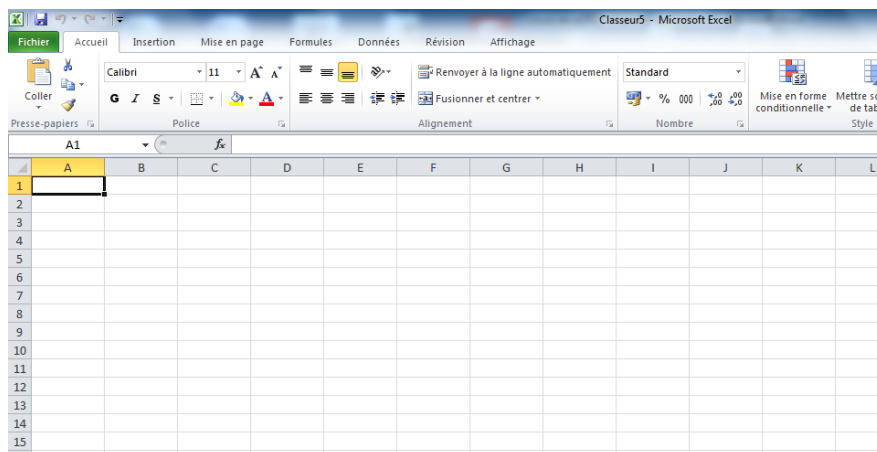 Classeur5 - Microsoft Excel
Fichier Accueil Insertion Mise en page Formules Données Révision Affichage
Calibri 11 A A Renvoyer à la ligne automatiquement Standard
Coller G I S A Fusionner et centrer % 000 Mise en forme conditionnelle Mettre de
Presse-papiers Police Alignement Nombre Style
A1 fx
A B C D E F G H I J K L
1
2
3
4
5
6
7
8
9
10
11
12
13
14
15